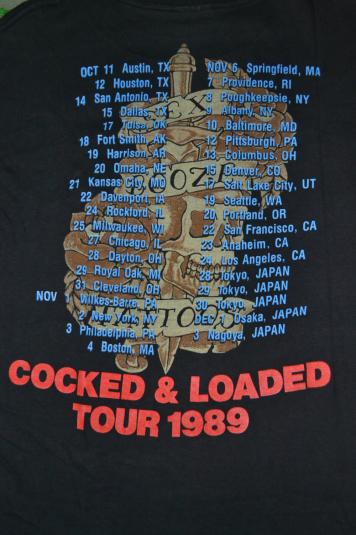 OCT 11 Austin, TX
12 Houston, TX
14 San Antonio, TX
15 Dallas, TX
17 Tulsa, OK
18 Fort Smith, AK
19 Harrison, AR
20 Omaha, NE
21 Kansas City, MO
22 Davenport, IA
24 Rockford, IL
25 Milwaukee, WI
27 Chicago, IL
28 Dayton, OH
29 Royal Oak, MI
31 Cleveland, OH
NOV 1 Wilkes-Barre, PA
2 New York, NY
3 Philadelphia, PA
4 Boston, MA
NOV 6 Springfield, MA
7 Providence, RI
8 Poughkeepsie, NY
9 Albany, NY
10 Baltimore, MD
12 Pittsburgh, PA
13 Columbus, OH
15 Denver, CO
17 Salt Lake City, UT
19 Seattle, WA
20 Portland, OR
22 San Francisco, CA
23 Anaheim, CA
24 Los Angeles, CA
28 Tokyo, JAPAN
29 Tokyo, JAPAN
30 Tokyo, JAPAN
DEC 1 Osaka, JAPAN
3 Nagoya, JAPAN
COCKED & LOADED
TOUR 1989